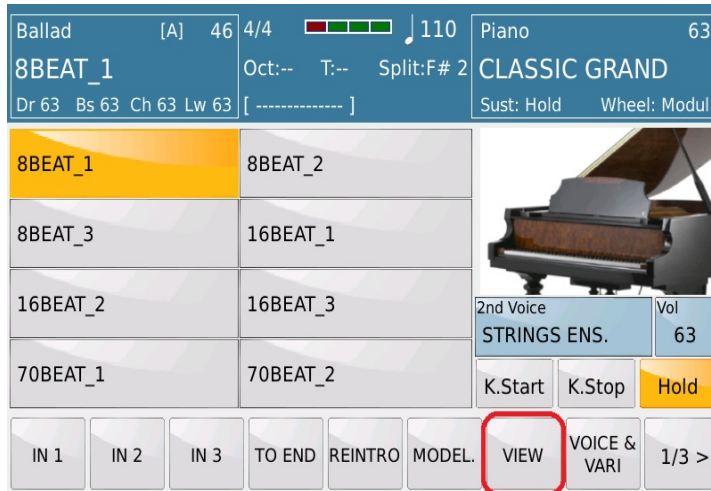 Ballad [A] 46
8BEAT_1
Dr 63 Bs 63 Ch 63 Lw 63
4/4 ♩110
Oct:-- T:-- Split:F# 2
[ -------------- ]
Piano 63
CLASSIC GRAND
Sust: Hold Wheel: Modul
8BEAT_1 8BEAT_2
8BEAT_3 16BEAT_1
16BEAT_2 16BEAT_3
70BEAT_1 70BEAT_2
2nd Voice Vol
STRINGS ENS. 63
K.Start K.Stop Hold
IN 1 IN 2 IN 3 TO END REINTRO MODEL. VIEW VOICE &
VARI 1/3 >